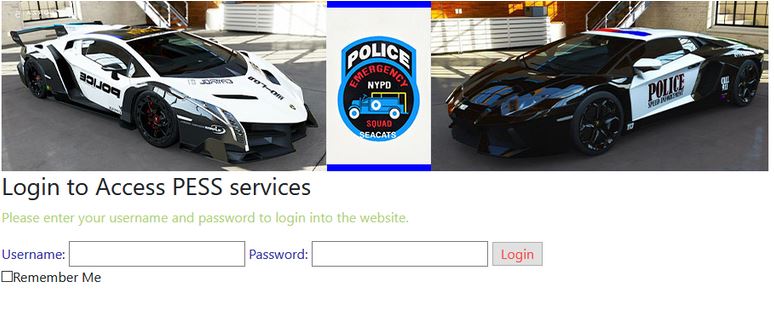 POLICE
EMERGENCY
NYPD
SQUAD
SEACATS
POLICE
POLICE
SPEED ENFORCEMENT
Login to Access PESS services
Please enter your username and password to login into the website.
Username: Password: Login
Remember Me